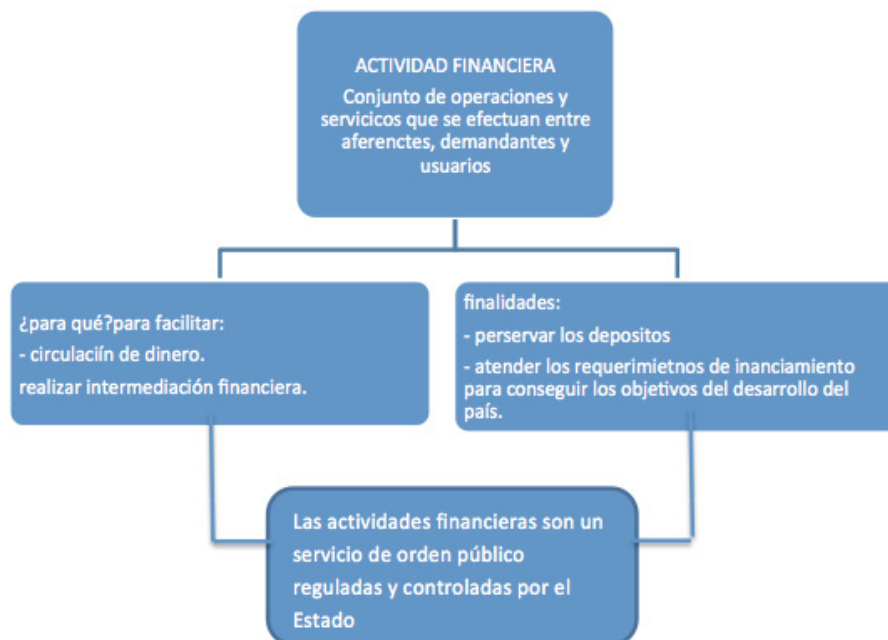 ACTIVIDAD FINANCIERA
Conjunto de operaciones y
servicicos que se efectuan entre
aferenctes, demandantes y
usuarios
¿para qué?para facilitar:
- circulaciín de dinero.
realizar intermediación financiera.
finalidades:
- perservar los depositos
- atender los requerimietnos de inanciamiento
para conseguir los objetivos del desarrollo del
país.
Las actividades financieras son un
servicio de orden público
reguladas y controladas por el
Estado